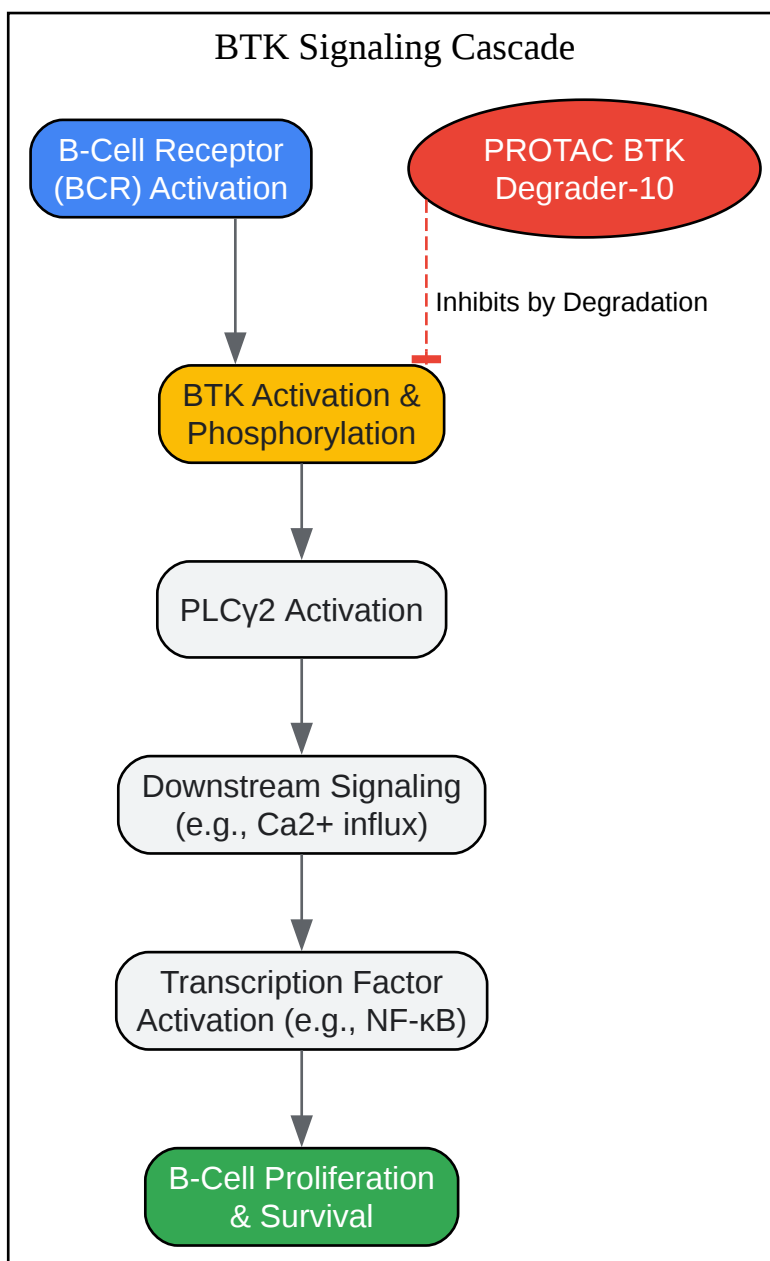 BTK Signaling Cascade
B-Cell Receptor
(BCR) Activation
PROTAC BTK
Degrader-10
Inhibits by Degradation
BTK Activation &
Phosphorylation
PLCγ2 Activation
Downstream Signaling
(e.g., Ca2+ influx)
Transcription Factor
Activation (e.g., NF-κB)
B-Cell Proliferation
& Survival